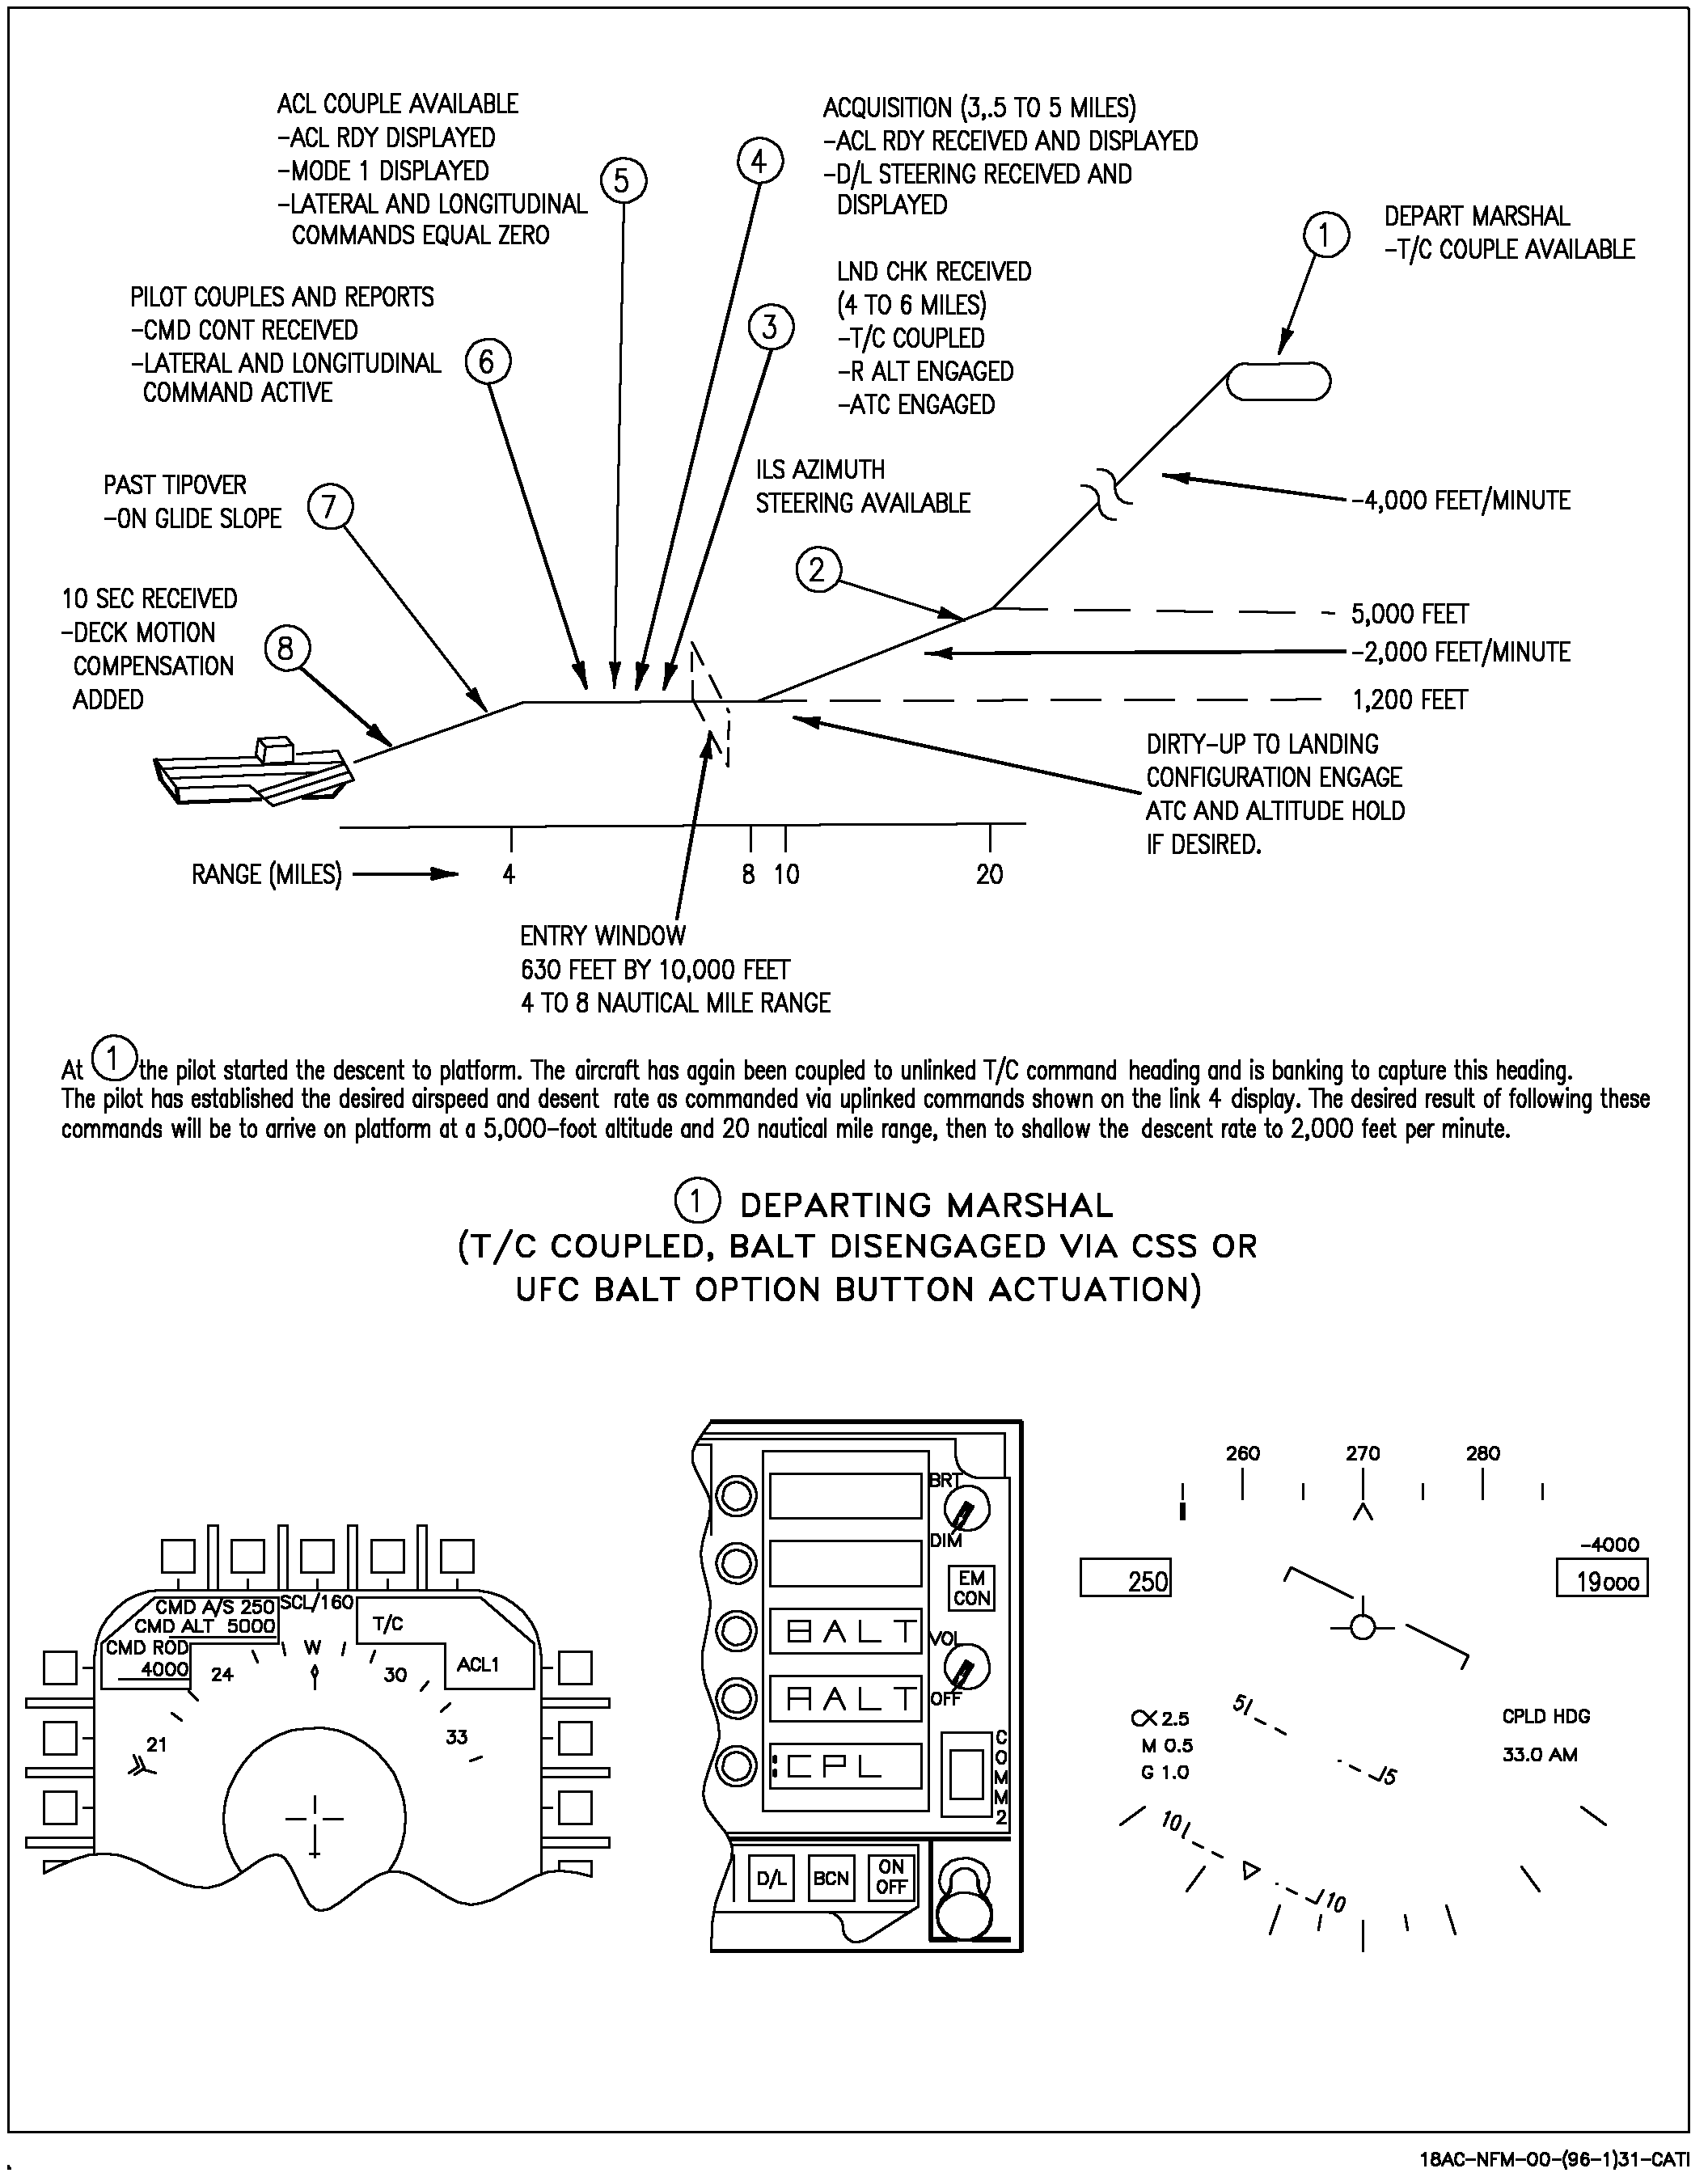 ACL COUPLE AVAILABLE
-ACL RDY DISPLAYED
-MODE 1 DISPLAYED
-LATERAL AND LONGITUDINAL
COMMANDS EQUAL ZERO
5
4
ACQUISITION (3,.5 TO 5 MILES)
-ACL RDY RECEIVED AND DISPLAYED
-D/L STEERING RECEIVED AND
DISPLAYED
1
DEPART MARSHAL
-T/C COUPLE AVAILABLE
PILOT COUPLES AND REPORTS
-CMD CONT RECEIVED
-LATERAL AND LONGITUDINAL
COMMAND ACTIVE
6
3
LND CHK RECEIVED
(4 TO 6 MILES)
-T/C COUPLED
-R ALT ENGAGED
-ATC ENGAGED
PAST TIPOVER
-ON GLIDE SLOPE
7
ILS AZIMUTH
STEERING AVAILABLE
2
-4,000 FEET/MINUTE
10 SEC RECEIVED
-DECK MOTION
COMPENSATION
ADDED
8
5,000 FEET
-2,000 FEET/MINUTE
1,200 FEET
DIRTY-UP TO LANDING
CONFIGURATION ENGAGE
ATC AND ALTITUDE HOLD
IF DESIRED.
RANGE (MILES)
4
8
10
20
ENTRY WINDOW
630 FEET BY 10,000 FEET
4 TO 8 NAUTICAL MILE RANGE
At 1 the pilot started the descent to platform. The aircraft has again been coupled to unlinked T/C command heading and is banking to capture this heading.
The pilot has established the desired airspeed and desent rate as commanded via uplinked commands shown on the link 4 display. The desired result of following these
commands will be to arrive on platform at a 5,000-foot altitude and 20 nautical mile range, then to shallow the descent rate to 2,000 feet per minute.
1 DEPARTING MARSHAL
(T/C COUPLED, BALT DISENGAGED VIA CSS OR
UFC BALT OPTION BUTTON ACTUATION)
CMD A/S 250
CMD ALT 5000
CMD ROD
4000
SCL/160
T/C
ACL1
21
24
W
30
33
BRT
DIM
EM
CON
BALT
VOL
RALT
OFF
:CPL
COMM2
D/L
BCN
ON
OFF
260
270
280
250
-4000
19000
5
5
10
10
α 2.5
M 0.5
G 1.0
CPLD HDG
33.0 AM
18AC-NFM-00-(96-1)31-CATI